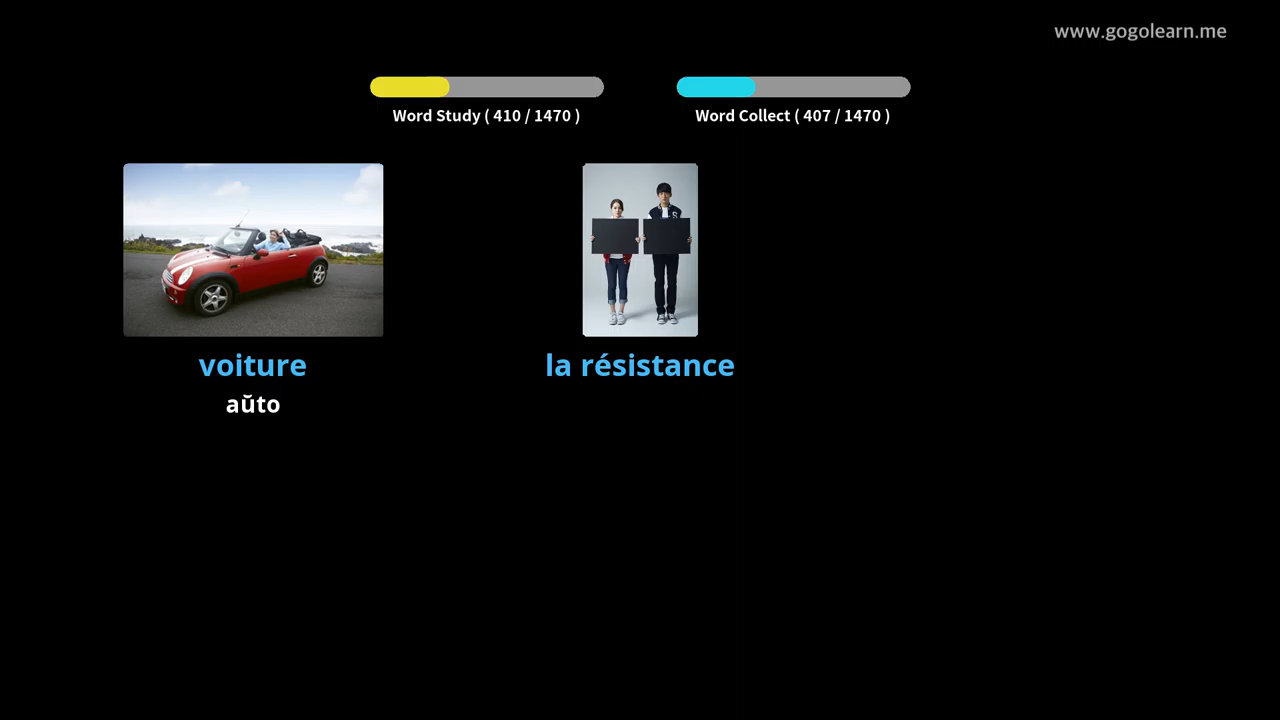 www.gogolearn.me
Word Study ( 410 / 1470 )
Word Collect ( 407 / 1470 )
voiture
aŭto
la résistance